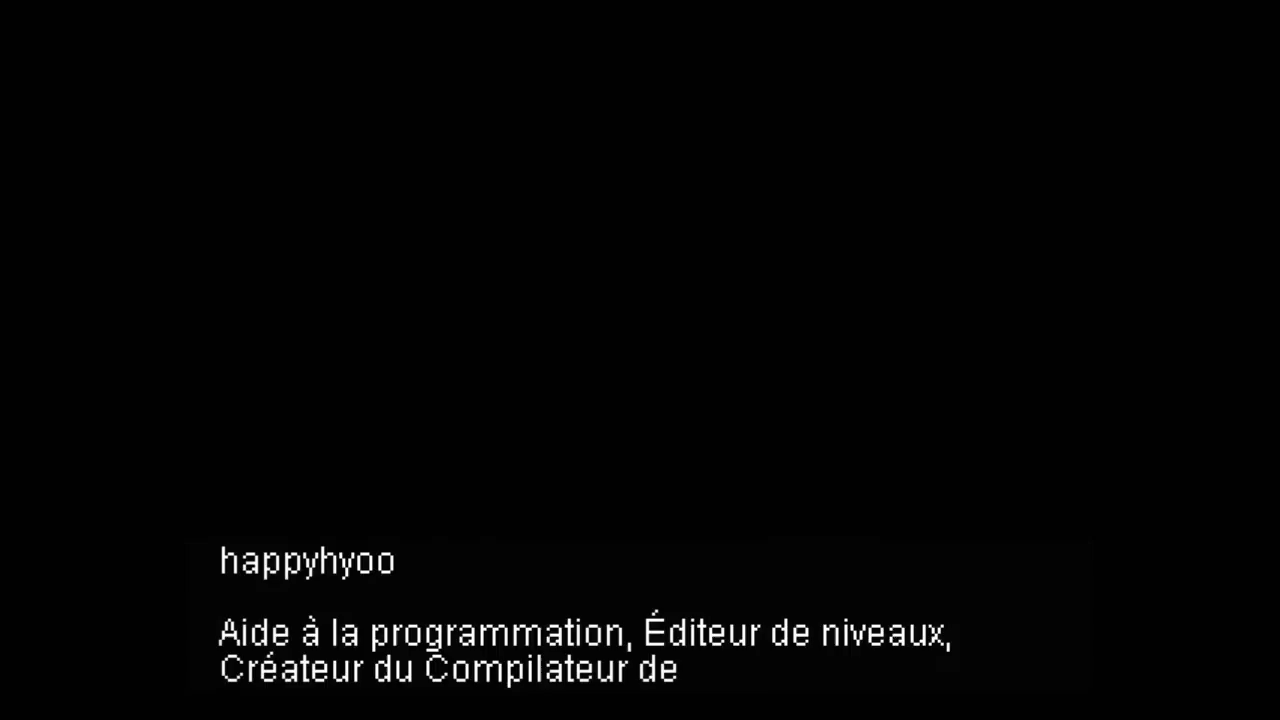 happyhyoo
Aide à la programmation, Éditeur de niveaux,
Créateur du Compilateur de